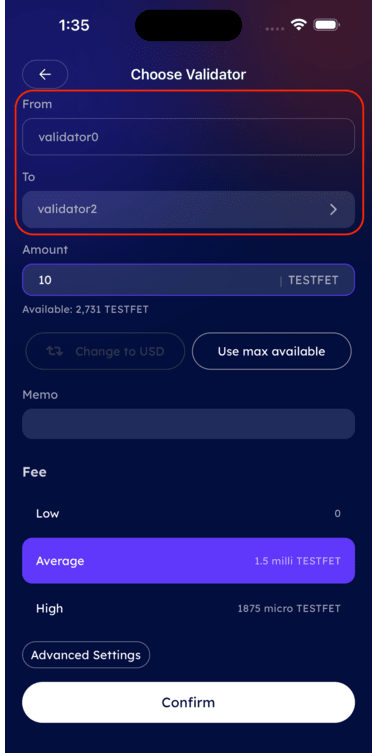 1:35
Choose Validator
From
validator0
To
validator2
Amount
10 | TESTFET
Available: 2,731 TESTFET
Change to USD
Use max available
Memo
Fee
Low 0
Average 1.5 milli TESTFET
High 1875 micro TESTFET
Advanced Settings
Confirm